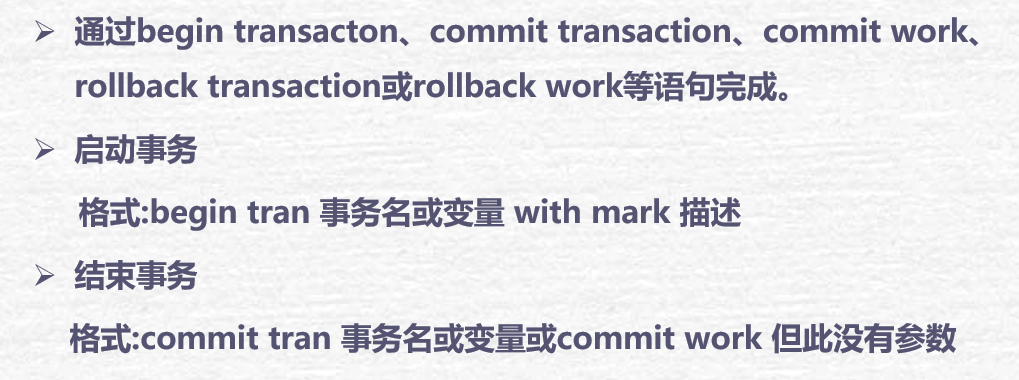 ➢ 通过begin transacton、commit transaction、commit work、
rollback transaction或rollback work等语句完成。
➢ 启动事务
格式:begin tran 事务名或变量 with mark 描述
➢ 结束事务
格式:commit tran 事务名或变量或commit work 但此没有参数